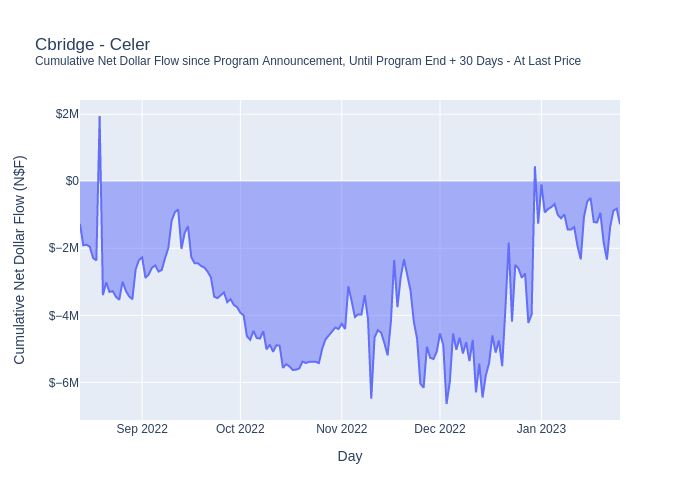 Cbridge - Celer
Cumulative Net Dollar Flow since Program Announcement, Until Program End + 30 Days - At Last Price
Cumulative Net Dollar Flow (N$F)
$2M
$0
$−2M
$−4M
$−6M
Sep 2022 Oct 2022 Nov 2022 Dec 2022 Jan 2023
Day